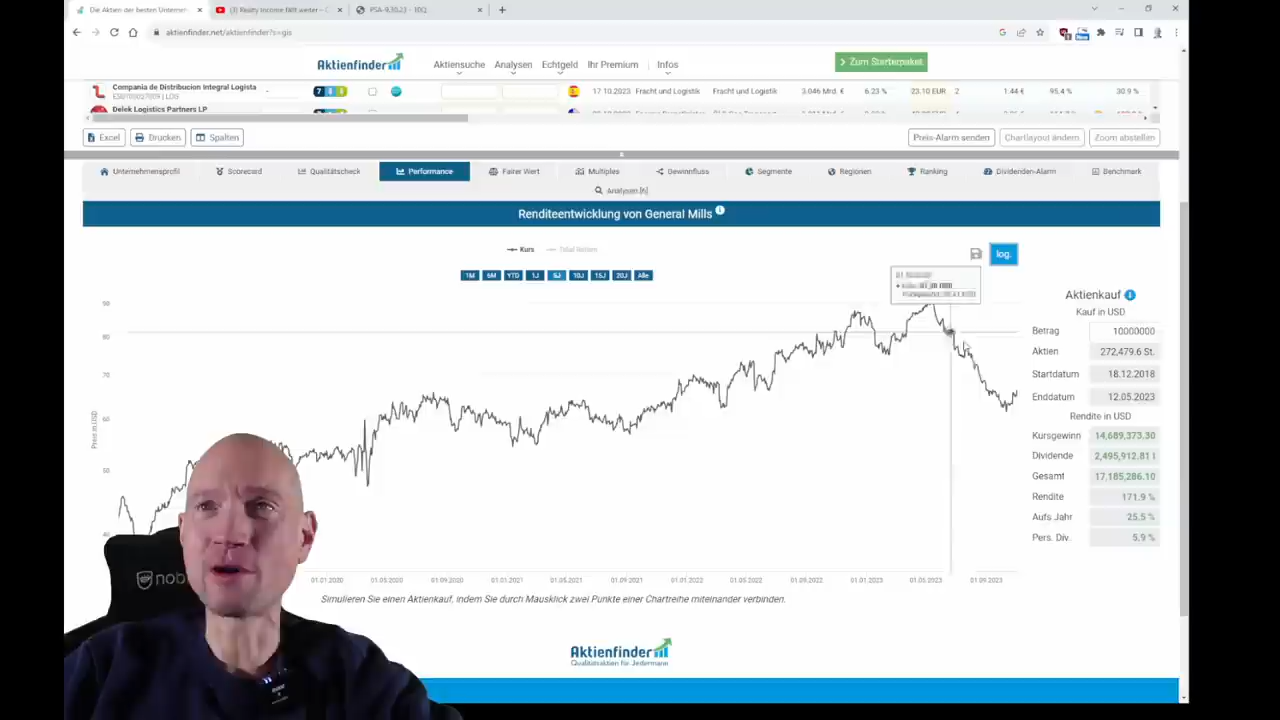 Die Aktien der besten Unterneh
(3) Realty Income fällt weiter –
PSA-9.30.23 - 10Q
aktienfinder.net/aktienfinder?s=gis
Aktienfinder
Aktiensuche
Analysen
Echtgeld
Ihr Premium
Infos
Zum Starterpaket
Compania de Distribucion Integral Logista
17.10.2023
Fracht und Logistik
Fracht und Logistik
3.046 Mrd. €
6.23 %
23.10 EUR
2
1.44 €
95,4 %
30.9 %
Delek Logistics Partners LP
Excel
Drucken
Spalten
Preis-Alarm senden
Chartlayout ändern
Zoom abstellen
Unternehmensprofil
Scorecard
Qualitätscheck
Performance
Fairer Wert
Multiples
Gewinnfluss
Segmente
Regionen
Ranking
Dividenden-Alarm
Benchmark
Analysen [6]
Renditeentwicklung von General Mills
Kurs
Total Return
log.
1M
6M
YTD
1J
5J
10J
15J
20J
Alle
Aktienkauf
Kauf in USD
Betrag 10000000
Aktien 272,479.6 St.
Startdatum 18.12.2018
Enddatum 12.05.2023
Rendite in USD
Kursgewinn 14,689,373.30
Dividende 2,495,912.81
Gesamt 17,185,286.10
Rendite 171.9 %
Aufs Jahr 25.5 %
Pers. Div. 5.9 %
90
80
70
60
50
40
Preis in USD
01.01.2020
01.05.2020
01.09.2020
01.01.2021
01.05.2021
01.09.2021
01.01.2022
01.05.2022
01.09.2022
01.01.2023
01.05.2023
01.09.2023
Simulieren Sie einen Aktienkauf, indem Sie durch Mausklick zwei Punkte einer Chartreihe miteinander verbinden.
Aktienfinder
Qualitätsaktien für Jedermann